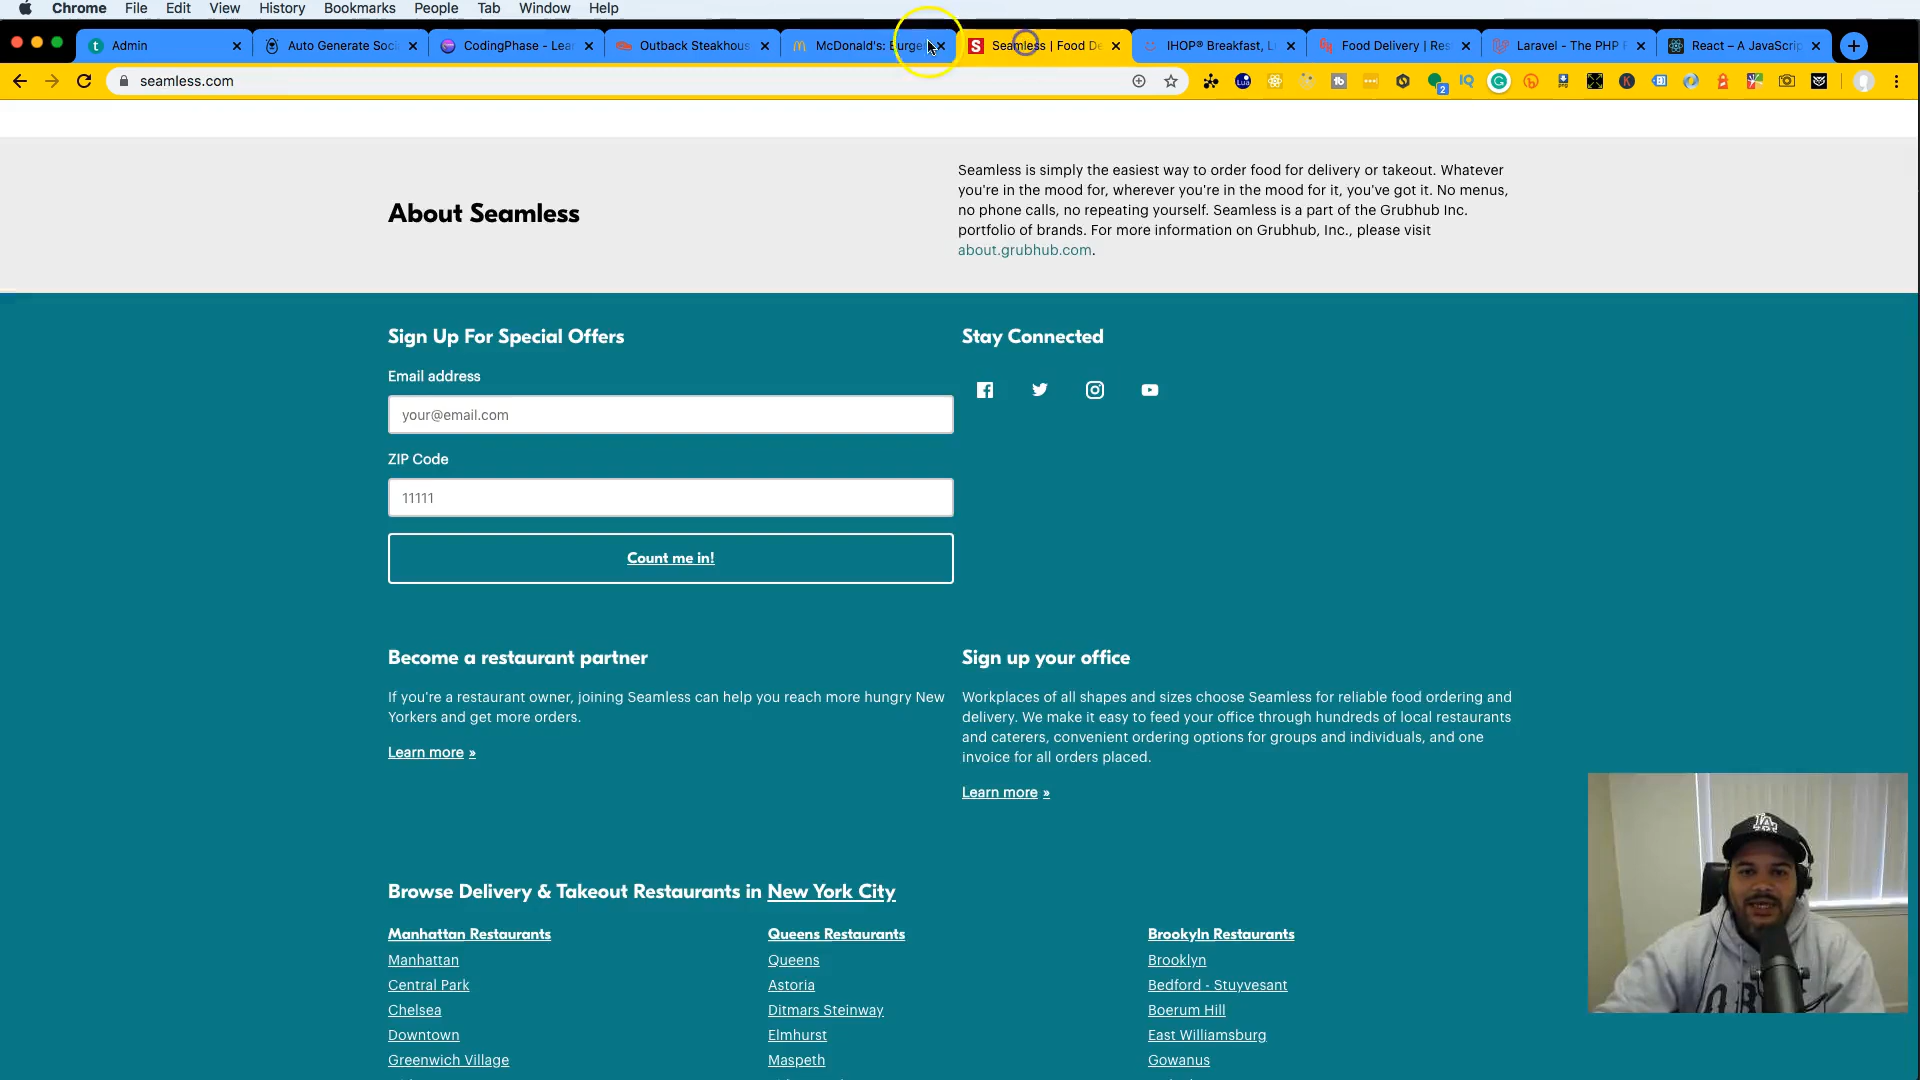 Chrome File Edit View History Bookmarks People Tab Window Help
Admin
Auto Generate Soci
CodingPhase - Lea
Outback Steakhous
McDonald's: Burge
Seamless | Food De
IHOP® Breakfast, L
Food Delivery | Res
Laravel - The PHP F
React – A JavaScrip
seamless.com
2
About Seamless
Seamless is simply the easiest way to order food for delivery or takeout. Whatever
you're in the mood for, wherever you're in the mood for it, you've got it. No menus,
no phone calls, no repeating yourself. Seamless is a part of the Grubhub Inc.
portfolio of brands. For more information on Grubhub, Inc., please visit
about.grubhub.com.
Sign Up For Special Offers
Email address
your@email.com
ZIP Code
11111
Count me in!
Stay Connected
Become a restaurant partner
If you're a restaurant owner, joining Seamless can help you reach more hungry New
Yorkers and get more orders.
Learn more »
Sign up your office
Workplaces of all shapes and sizes choose Seamless for reliable food ordering and
delivery. We make it easy to feed your office through hundreds of local restaurants
and caterers, convenient ordering options for groups and individuals, and one
invoice for all orders placed.
Learn more »
Browse Delivery & Takeout Restaurants in New York City
Manhattan Restaurants
Manhattan
Central Park
Chelsea
Downtown
Greenwich Village
Queens Restaurants
Queens
Astoria
Ditmars Steinway
Elmhurst
Maspeth
Brookyln Restaurants
Brooklyn
Bedford - Stuyvesant
Boerum Hill
East Williamsburg
Gowanus
LA